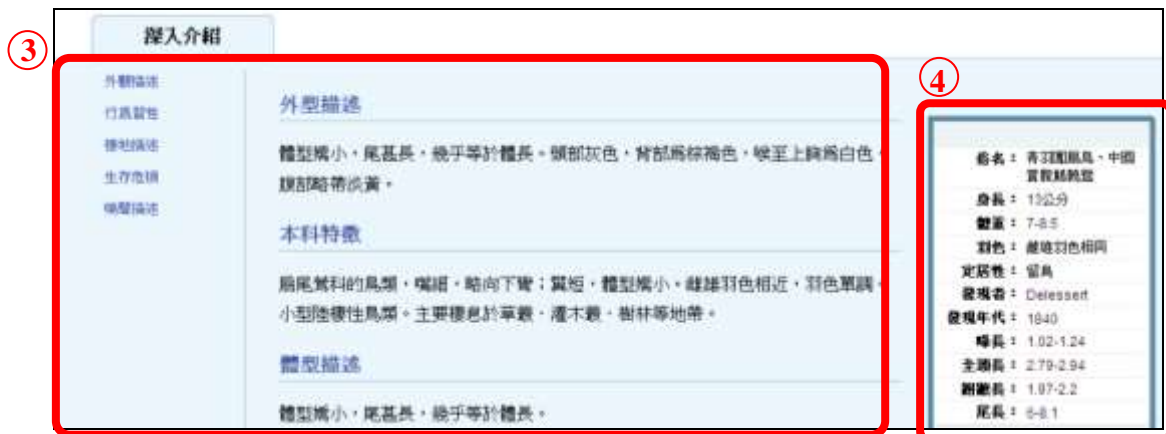 深入介紹
③
外觀描述
行為習性
棲地描述
生存危機
鳴聲描述
外型描述
體型嬌小，尾甚長，幾乎等於體長。頭部灰色，背部為棕褐色，喉至上胸為白色，
腹部略帶淡黃。
本科特徵
扇尾鶯科的鳥類，嘴細，略向下彎；翼短，體型嬌小。雌雄羽色相近，羽色單調。
小型陸棲性鳥類。主要棲息於草叢、灌木叢、樹林等地帶。
體型描述
體型嬌小，尾甚長，幾乎等於體長。
④
俗名：
身長：13公分
體重：7-8.5
羽色：雌雄羽色相同
定居性：留鳥
發現者：Delessert
發現年代：1840
嘴長：1.02-1.24
全頭長：2.79-2.94
跗蹠長：1.97-2.2
尾長：6-8.1